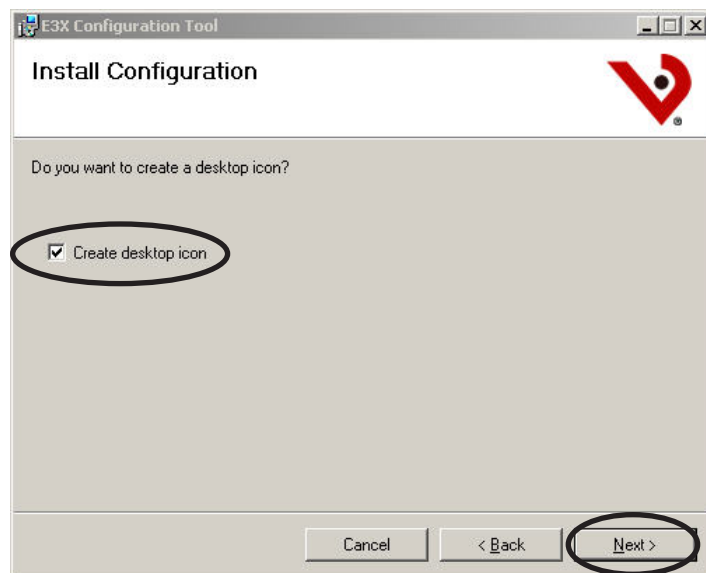 E3X Configuration Tool
Install Configuration
®
Do you want to create a desktop icon?
Create desktop icon
Cancel
< Back
Next >